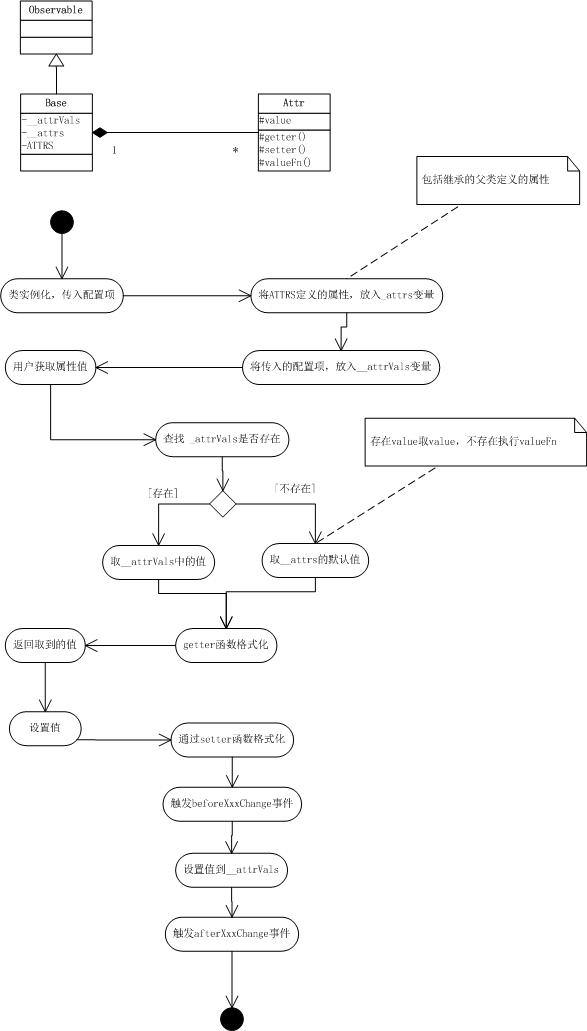 Observable
Base
-__attrVals
-__attrs
-ATTRS
Attr
#value
#getter()
#setter()
#valueFn()
1
*
包括继承的父类定义的属性
类实例化，传入配置项
将ATTRS定义的属性，放入_attrs变量
用户获取属性值
将传入的配置项，放入__attrVals变量
查找 _attrVals是否存在
存在value取value，不存在执行valueFn
[存在]
[不存在]
取__attrVals中的值
取__attrs的默认值
返回取到的值
getter函数格式化
设置值
通过setter函数格式化
触发beforeXxxChange事件
设置值到__attrVals
触发afterXxxChange事件